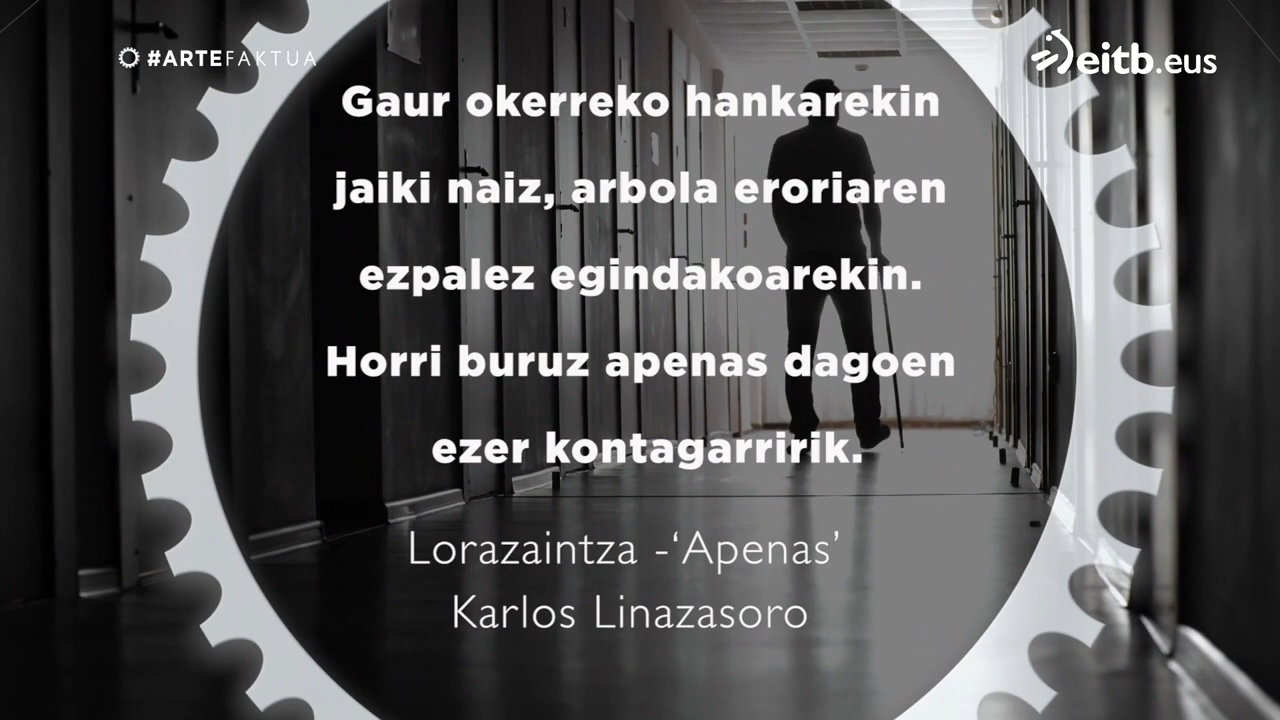 #ARTEFAKTUA
eitb.eus
Gaur okerreko hankarekin
jaiki naiz, arbola eroriaren
ezpalez egindakoarekin.
Horri buruz apenas dagoen
ezer kontagarririk.
Lorazaintza -‘Apenas’
Karlos Linazasoro